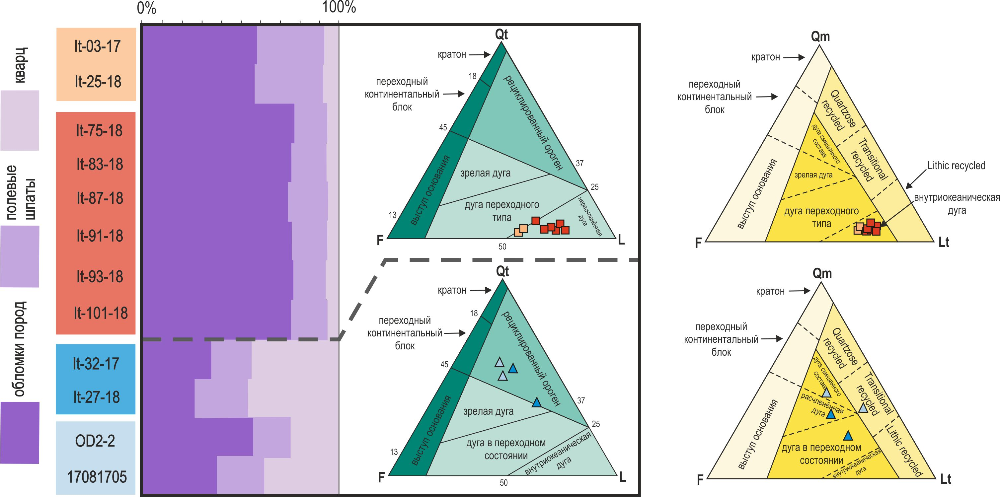 0%
100%
кварц
полевые
шпаты
обломки пород
It-03-17
It-25-18
It-75-18
It-83-18
It-87-18
It-91-18
It-93-18
It-101-18
It-32-17
It-27-18
OD2-2
17081705
Qt
кратон
18
переходный
континентальный
блок
45
рециклированный ороген
37
25
выступ основания
зрелая дуга
дуга переходного
типа
нерасчленённая
дуга
13
F
L
50
Qm
кратон
переходный
континентальный
блок
Quartzose
recycled
дуга смешанного
состава
Transitional
recycled
Lithic recycled
выступ основания
зрелая дуга
внутриокеаническая
дуга
дуга переходного
типа
F
Lt
Qt
кратон
18
переходный
континентальный
блок
45
рециклированный ороген
37
25
выступ основания
зрелая дуга
дуга в переходном
состоянии
внутриокеаническая
дуга
13
F
L
50
Qm
кратон
переходный
континентальный
блок
Quartzose
recycled
дуга смешанного
состава
Transitional
recycled
расчленённая
дуга
выступ основания
Lithic recycled
дуга в переходном
состоянии
внутриокеаническая
дуга
F
Lt